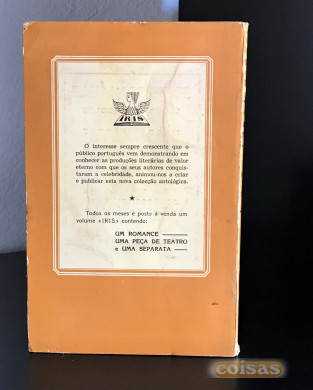 IRIS
O interesse sempre crescente que o
público português vem demonstrando em
conhecer as produções literárias de valor
eterno com que os seus autores conquis-
taram a celebridade, animou-nos a criar
e publicar esta nova colecção antológica.
Todos os meses é posto à venda um
volume «IRIS» contendo:
UM ROMANCE
UMA PEÇA DE TEATRO
e UMA SEPARATA
coisas